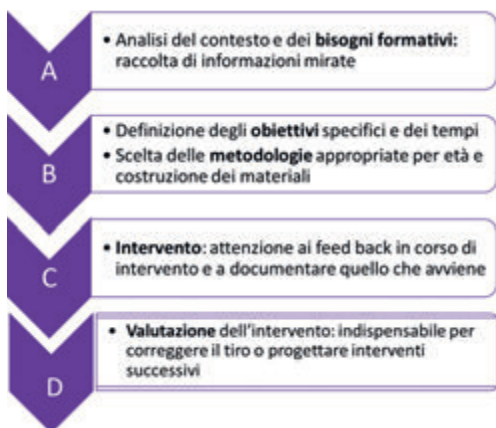 A
• Analisi del contesto e dei bisogni formativi:
raccolta di informazioni mirate
B
• Definizione degli obiettivi specifici e dei tempi
• Scelta delle metodologie appropriate per età e
costruzione dei materiali
C
• Intervento: attenzione ai feed back in corso di
intervento e a documentare quello che avviene
D
• Valutazione dell'intervento: indispensabile per
correggere il tiro o progettare interventi
successivi